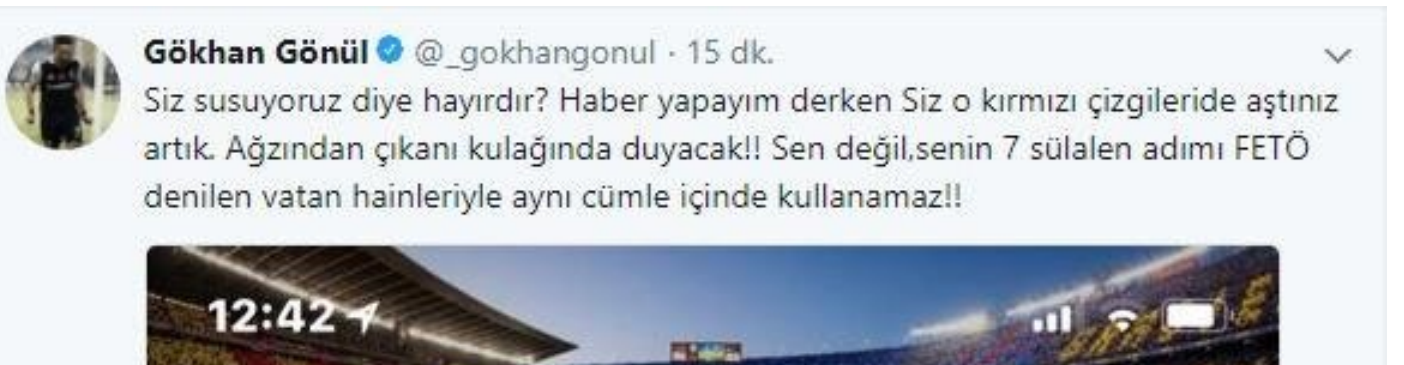 Gökhan Gönül @_gokhangonul · 15 dk.
Siz susuyoruz diye hayırdır? Haber yapayım derken Siz o kırmızı çizgileride aştınız
artık. Ağzından çıkanı kulağında duyacak!! Sen değil,senin 7 sülalen adımı FETÖ
denilen vatan hainleriyle aynı cümle içinde kullanamaz!!
12:42